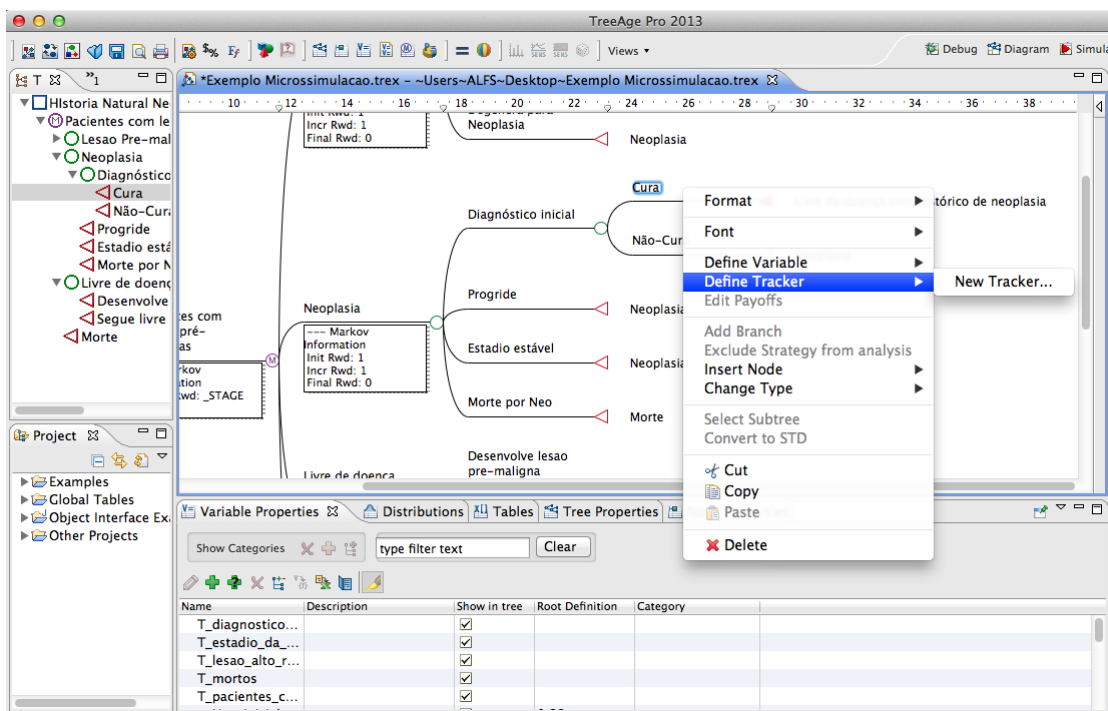 TreeAge Pro 2013
Views
Debug Diagram Simula
T "1
*Exemplo Microssimulacao.trex - ~Users~ALFS~Desktop~Exemplo Microssimulacao.trex
HIstoria Natural Ne
Pacientes com le
Lesao Pre-mal
Neoplasia
Diagnóstico
Cura
Não-Cura
Progride
Estadio está
Morte por N
Livre de doenç
Desenvolve
Segue livre
Morte
10 12 14 16 18 20 22 24 26 28 30 32 34 36 38
Incr Rwd: 1
Final Rwd: 0
Neoplasia
Neoplasia
Cura
tórico de neoplasia
Diagnóstico inicial
Não-Cur
Progride
Neoplasia
Neoplasia
--- Markov
Information
Init Rwd: 1
Incr Rwd: 1
Final Rwd: 0
Estadio estável
Neoplasia
Morte por Neo
Morte
tes com
pré-
as
M
rkov
ation
wd: _STAGE
Desenvolve lesao
pre-maligna
Livre de doença
Format
Font
Define Variable
Define Tracker
New Tracker...
Edit Payoffs
Add Branch
Exclude Strategy from analysis
Insert Node
Change Type
Select Subtree
Convert to STD
Cut
Copy
Paste
Delete
Project
Examples
Global Tables
Object Interface Ex
Other Projects
Variable Properties Distributions Tables Tree Properties
Show Categories type filter text Clear
Name Description Show in tree Root Definition Category
T_diagnostico...
T_estadio_da_...
T_lesao_alto_r...
T_mortos
T_pacientes_c...